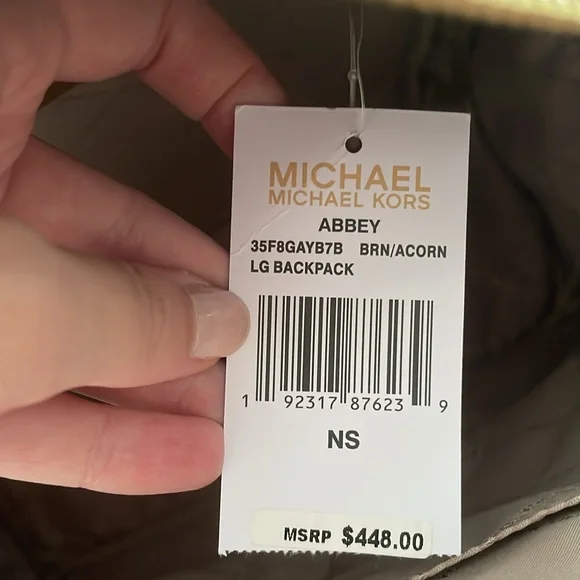 MICHAEL
MICHAEL KORS
ABBEY
35F8GAYB7B BRN/ACORN
LG BACKPACK
1 92317 87623 9
NS
MSRP $448.00